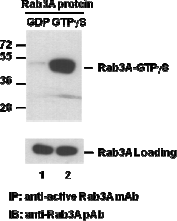 Rab3A protein
GDP GTPγS
72
55
Rab3A-GTPγS
36
28
Rab3A Loading
1 2
IP: anti-active Rab3A mAb
IB: anti-Rab3A pAb